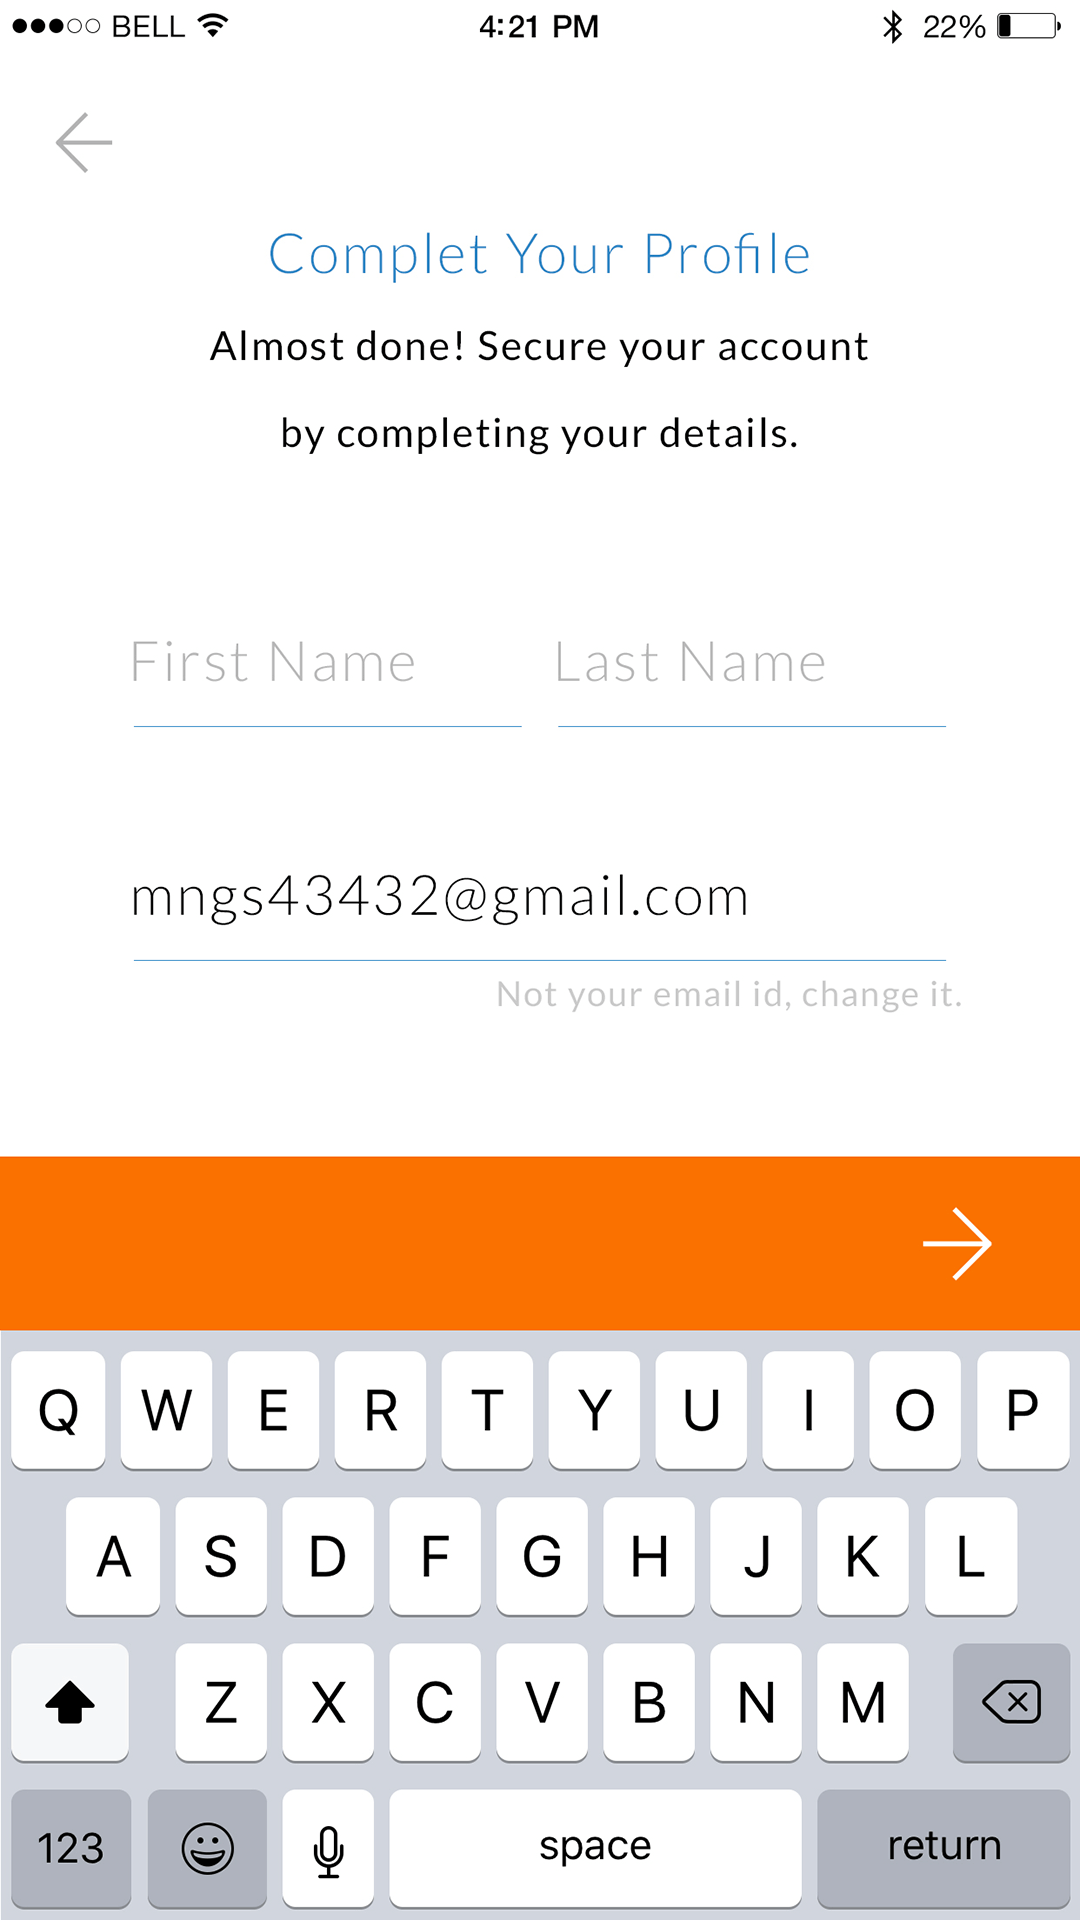 BELL 4:21 PM 22%
Complet Your Profile
Almost done! Secure your account
by completing your details.
First Name Last Name
mngs43432@gmail.com
Not your email id, change it.
Q W E R T Y U I O P
A S D F G H J K L
Z X C V B N M
123 space return